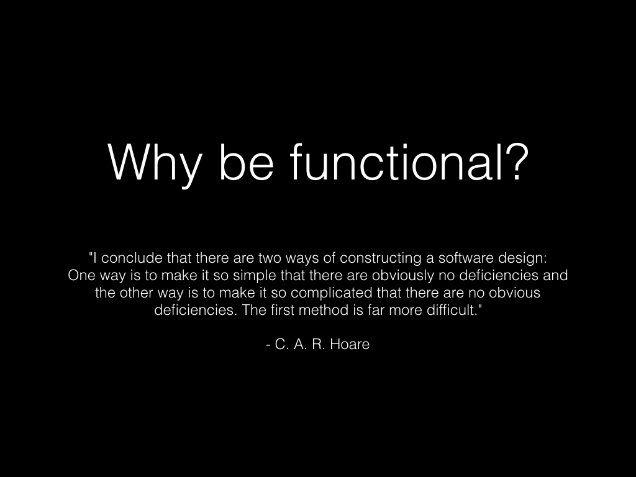 Why be functional?
"I conclude that there are two ways of constructing a software design:
One way is to make it so simple that there are obviously no deficiencies and
the other way is to make it so complicated that there are no obvious
deficiencies. The first method is far more difficult."
- C. A. R. Hoare